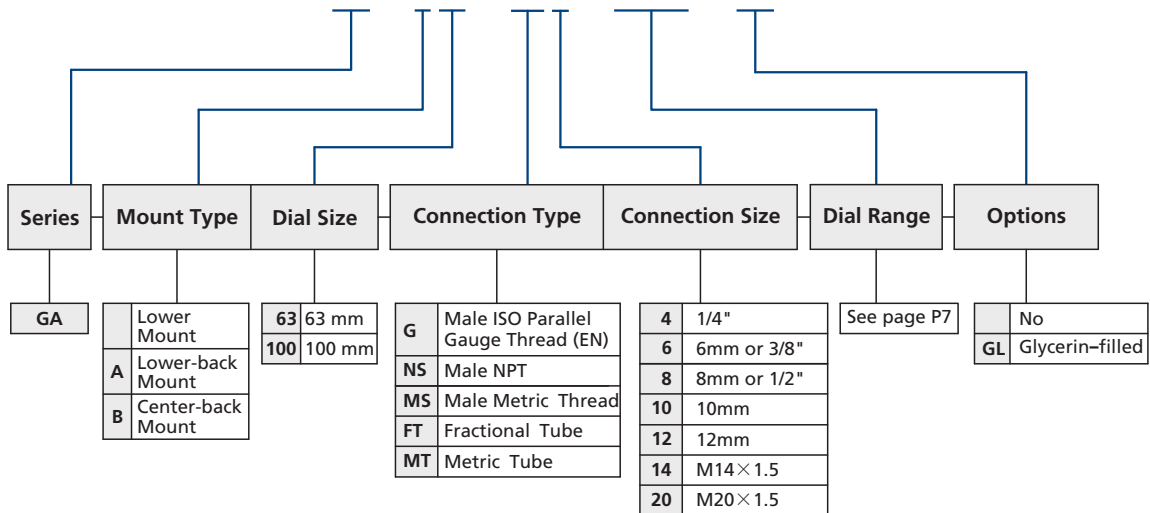 Series
Mount Type
Dial Size
Connection Type
Connection Size
Dial Range
Options
GA
Lower
Mount
A Lower-back
Mount
B Center-back
Mount
63 63 mm
100 100 mm
G Male ISO Parallel
Gauge Thread (EN)
NS Male NPT
MS Male Metric Thread
FT Fractional Tube
MT Metric Tube
4 1/4"
6 6mm or 3/8"
8 8mm or 1/2"
10 10mm
12 12mm
14 M14×1.5
20 M20×1.5
See page P7
No
GL Glycerin-filled